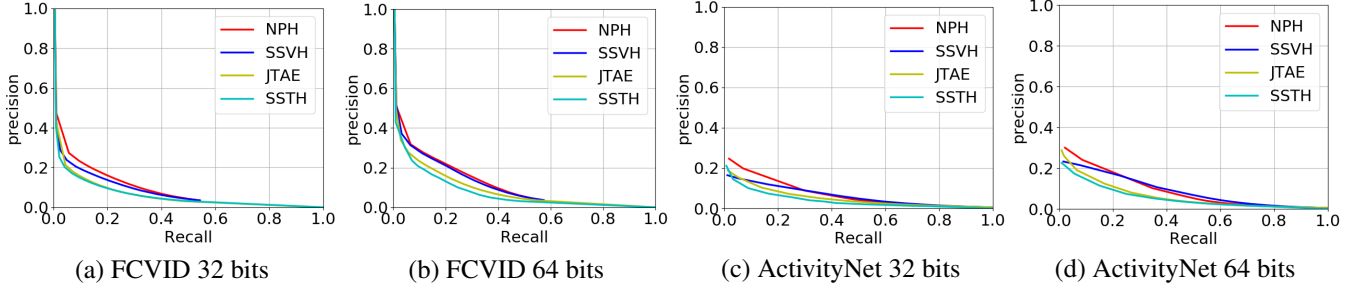 1.0
0.8
0.6
0.4
0.2
0.0
precision
0.0 0.2 0.4 0.6 0.8 1.0
Recall
NPH
SSVH
JTAE
SSTH
(a) FCVID 32 bits
1.0
0.8
0.6
0.4
0.2
0.0
precision
0.0 0.2 0.4 0.6 0.8 1.0
Recall
NPH
SSVH
JTAE
SSTH
(b) FCVID 64 bits
1.0
0.8
0.6
0.4
0.2
0.0
precision
0.0 0.2 0.4 0.6 0.8 1.0
Recall
NPH
SSVH
JTAE
SSTH
(c) ActivityNet 32 bits
1.0
0.8
0.6
0.4
0.2
0.0
precision
0.0 0.2 0.4 0.6 0.8 1.0
Recall
NPH
SSVH
JTAE
SSTH
(d) ActivityNet 64 bits